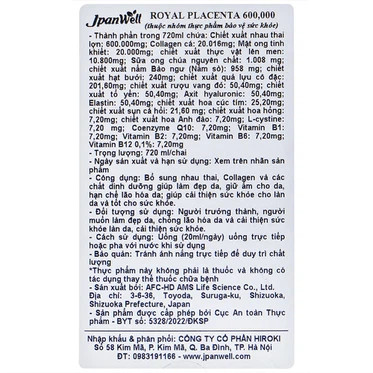 JpanWell ROYAL PLACENTA 600,000
(thuộc nhóm thực phẩm bảo vệ sức khỏe)
- Thành phần trong 720ml chứa: Chiết xuất nhau thai
lợn: 600.000mg; Collagen cá: 20.016mg; Mật ong tinh
khiết: 20.000mg; chiết xuất thực vật lên men:
10.800mg; Sữa ong chúa nguyên chất: 1.008 mg;
chiết xuất nấm Bảo ngư (Nấm sò): 958 mg; chiết
xuất hạt bưởi; 240mg; chiết xuất quả lựu cô đặc:
201,60mg; chiết xuất rượu vang đỏ: 50,40mg; chiết
xuất tổ yến: 50,40mg; Axit hyaluronic: 50,40mg;
Elastin: 50,40mg; chiết xuất hoa cúc tím: 25,20mg;
chiết xuất sụn cá hồi: 21,60 mg; chiết xuất hoa hồng:
7,20mg; chiết xuất hoa anh đào: 7,20mg; L-cystine:
7,20 mg; Coenzyme Q10: 7,20mg; Vitamin B1:
7,20mg; Vitamin B2: 7,20mg; Vitamin B6: 7,20mg;
Vitamin B12 0,1%: 7,20mg
- Trọng lượng: 720 ml/chai
- Ngày sản xuất và hạn sử dụng: Xem trên nhãn sản
phẩm
- Công dụng: Bổ sung nhau thai, Collagen và các
chất dinh dưỡng giúp làm đẹp da, giữ ẩm cho da,
hạn chế lão hóa da; giúp cải thiện sức khỏe cho làn
da và tốt cho sức khỏe.
- Đối tượng sử dụng: Người trưởng thành, người
muốn làm đẹp da, chống lão hóa da và cải thiện sức
khỏe làn da, cải thiện sức khỏe.
- Cách sử dụng: Uống (20ml/ngày) uống trực tiếp
hoặc pha với nước khi sử dụng
- Bảo quản: Tránh ánh nắng trực tiếp để duy trì chất
lượng
*Thực phẩm này không phải là thuốc và không có
tác dụng thay thế thuốc chữa bệnh
- Sản xuất bởi: AFC-HD AMS Life Science Co., Ltd.
Địa chỉ: 3-6-36, Toyoda, Suruga-ku, Shizuoka,
Shizuoka Prefecture, Japan
- Sản phẩm được cấp phép bởi Cục An toàn Thực
phẩm - BYT số: 5328/2022/ĐKSP
Nhập khẩu & phân phối: CÔNG TY CỔ PHẦN HIROKI
Số 58 Kim Mã, P. Kim Mã, Q. Ba Đình, TP. Hà Nội
ĐT: 0983191166 - www.jpanwell.com